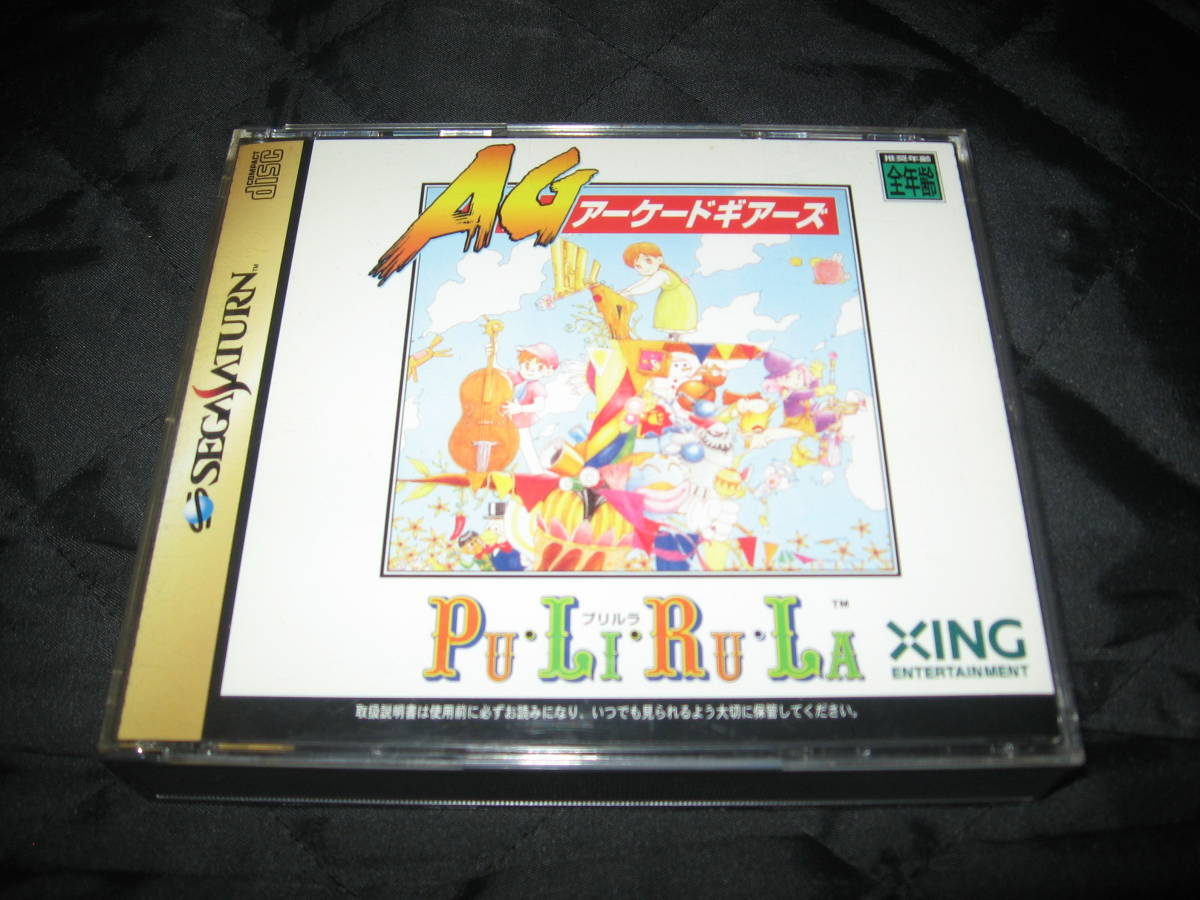 COMPACT
disc
SEGA SATURN™
AG
アーケードギアーズ
推奨年齢
全年齢
プリルラ
PU・LI・RU・LA™
XING
ENTERTAINMENT
取扱説明書は使用前に必ずお読みになり、いつでも見られるよう大切に保管してください。